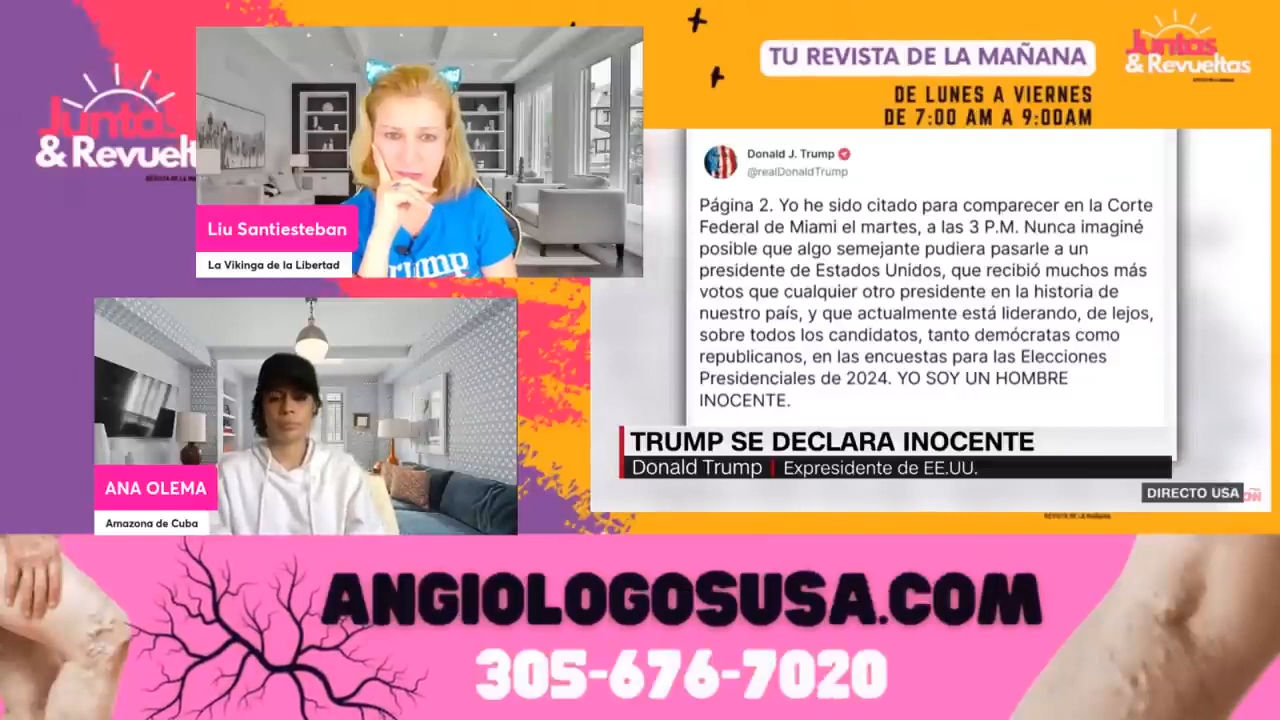 TU REVISTA DE LA MAÑANA
DE LUNES A VIERNES
DE 7:00 AM A 9:00AM
Juntas
& Revueltas
Juntas
& Revuelt
Liu Santiesteban
La Vikinga de la Libertad
Trump
ANA OLEMA
Amazona de Cuba
Donald J. Trump
@realDonaldTrump
Página 2. Yo he sido citado para comparecer en la Corte
Federal de Miami el martes, a las 3 P.M. Nunca imaginé
posible que algo semejante pudiera pasarle a un
presidente de Estados Unidos, que recibió muchos más
votos que cualquier otro presidente en la historia de
nuestro país, y que actualmente está liderando, de lejos,
sobre todos los candidatos, tanto demócratas como
republicanos, en las encuestas para las Elecciones
Presidenciales de 2024. YO SOY UN HOMBRE
INOCENTE.
TRUMP SE DECLARA INOCENTE
Donald Trump | Expresidente de EE.UU.
DIRECTO USA
REVISTA DE LA MAÑANA
ANGIOLOGOSUSA.COM
305-676-7020